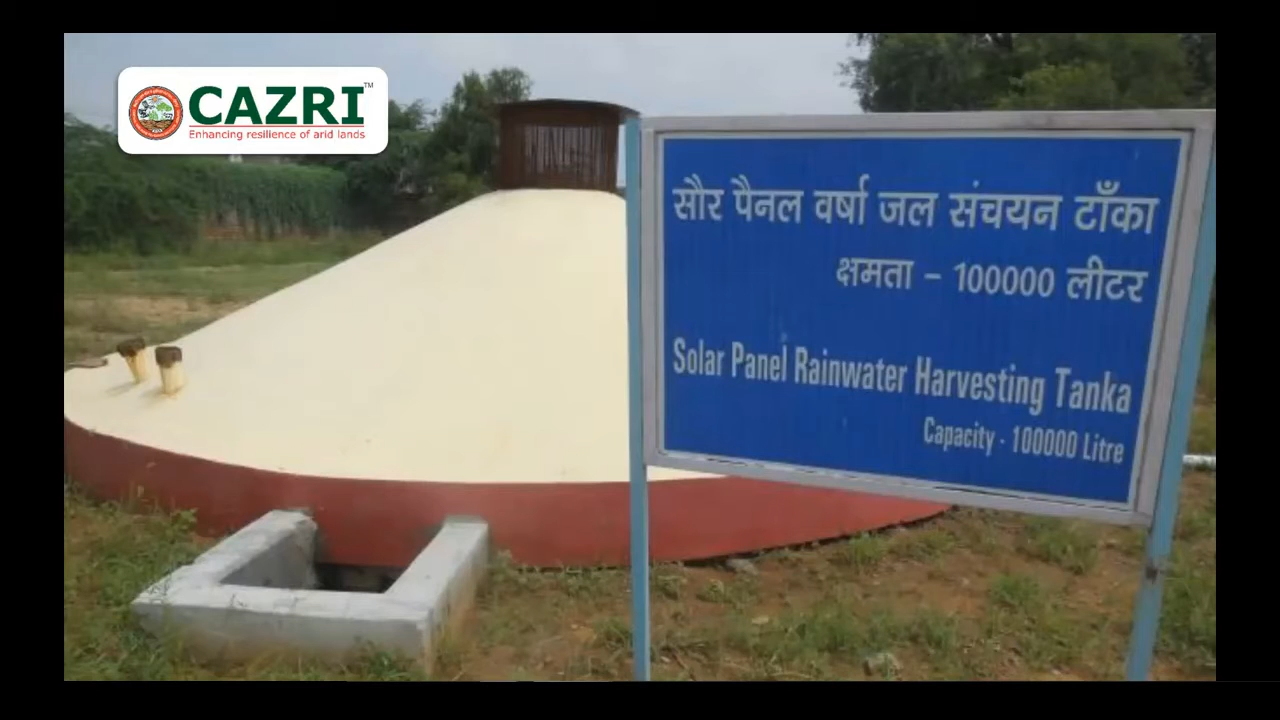 CAZRI™
Enhancing resilience of arid lands
सौर पैनल वर्षा जल संचयन टाँका
क्षमता - 100000 लीटर
Solar Panel Rainwater Harvesting Tanka
Capacity - 100000 Litre